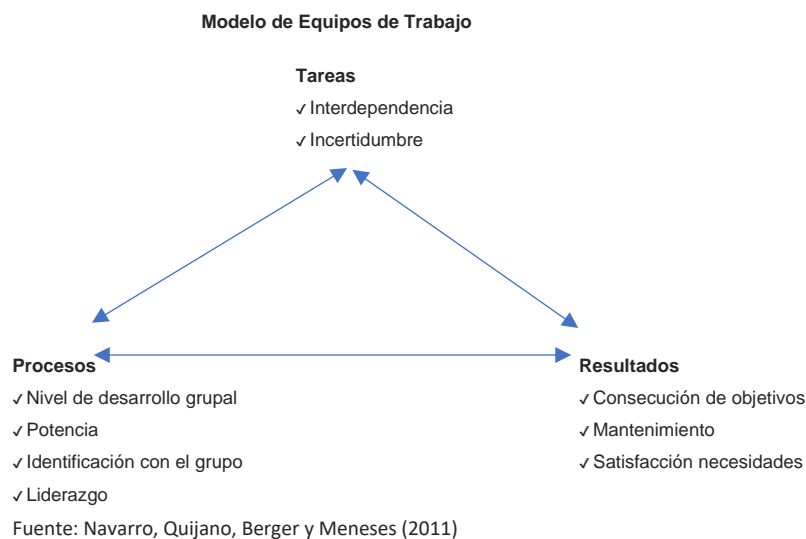 Modelo de Equipos de Trabajo
Tareas
✓Interdependencia
✓Incertidumbre
Procesos
✓Nivel de desarrollo grupal
✓Potencia
✓Identificación con el grupo
✓Liderazgo
Resultados
✓Consecución de objetivos
✓Mantenimiento
✓Satisfacción necesidades
Fuente: Navarro, Quijano, Berger y Meneses (2011)